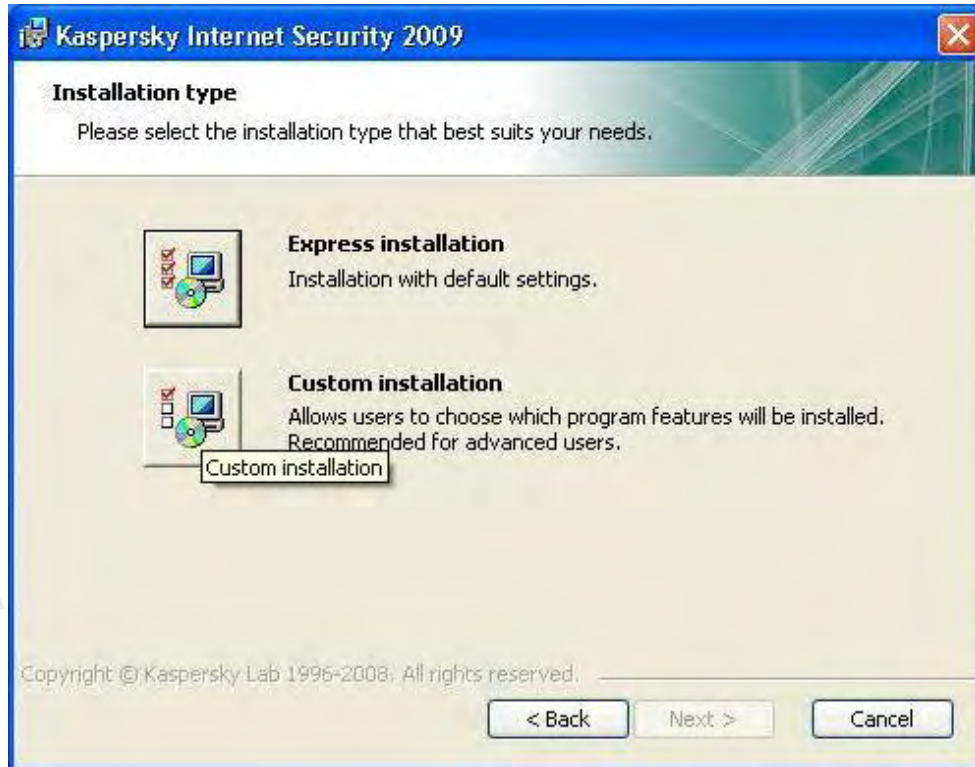 Kaspersky Internet Security 2009
Installation type
Please select the installation type that best suits your needs.
Express installation
Installation with default settings.
Custom installation
Allows users to choose which program features will be installed.
Recommended for advanced users.
Custom installation
Copyright © Kaspersky Lab 1996-2008. All rights reserved.
< Back
Next >
Cancel